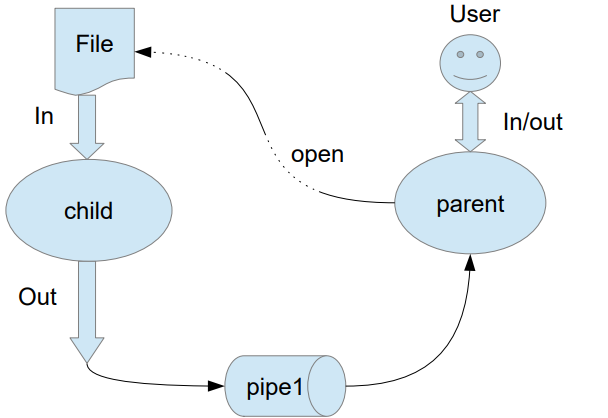 User
File
In
In/out
open
child
parent
Out
pipe1